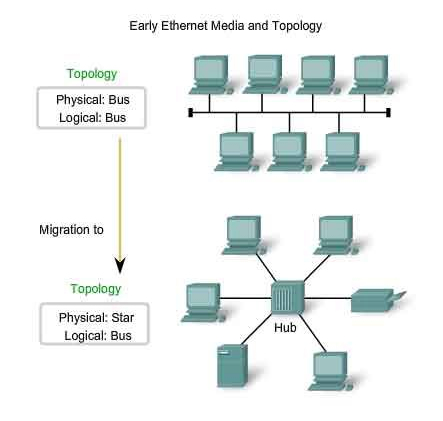 Early Ethernet Media and Topology
Topology
Physical: Bus
Logical: Bus
Migration to
Topology
Physical: Star
Logical: Bus
Hub